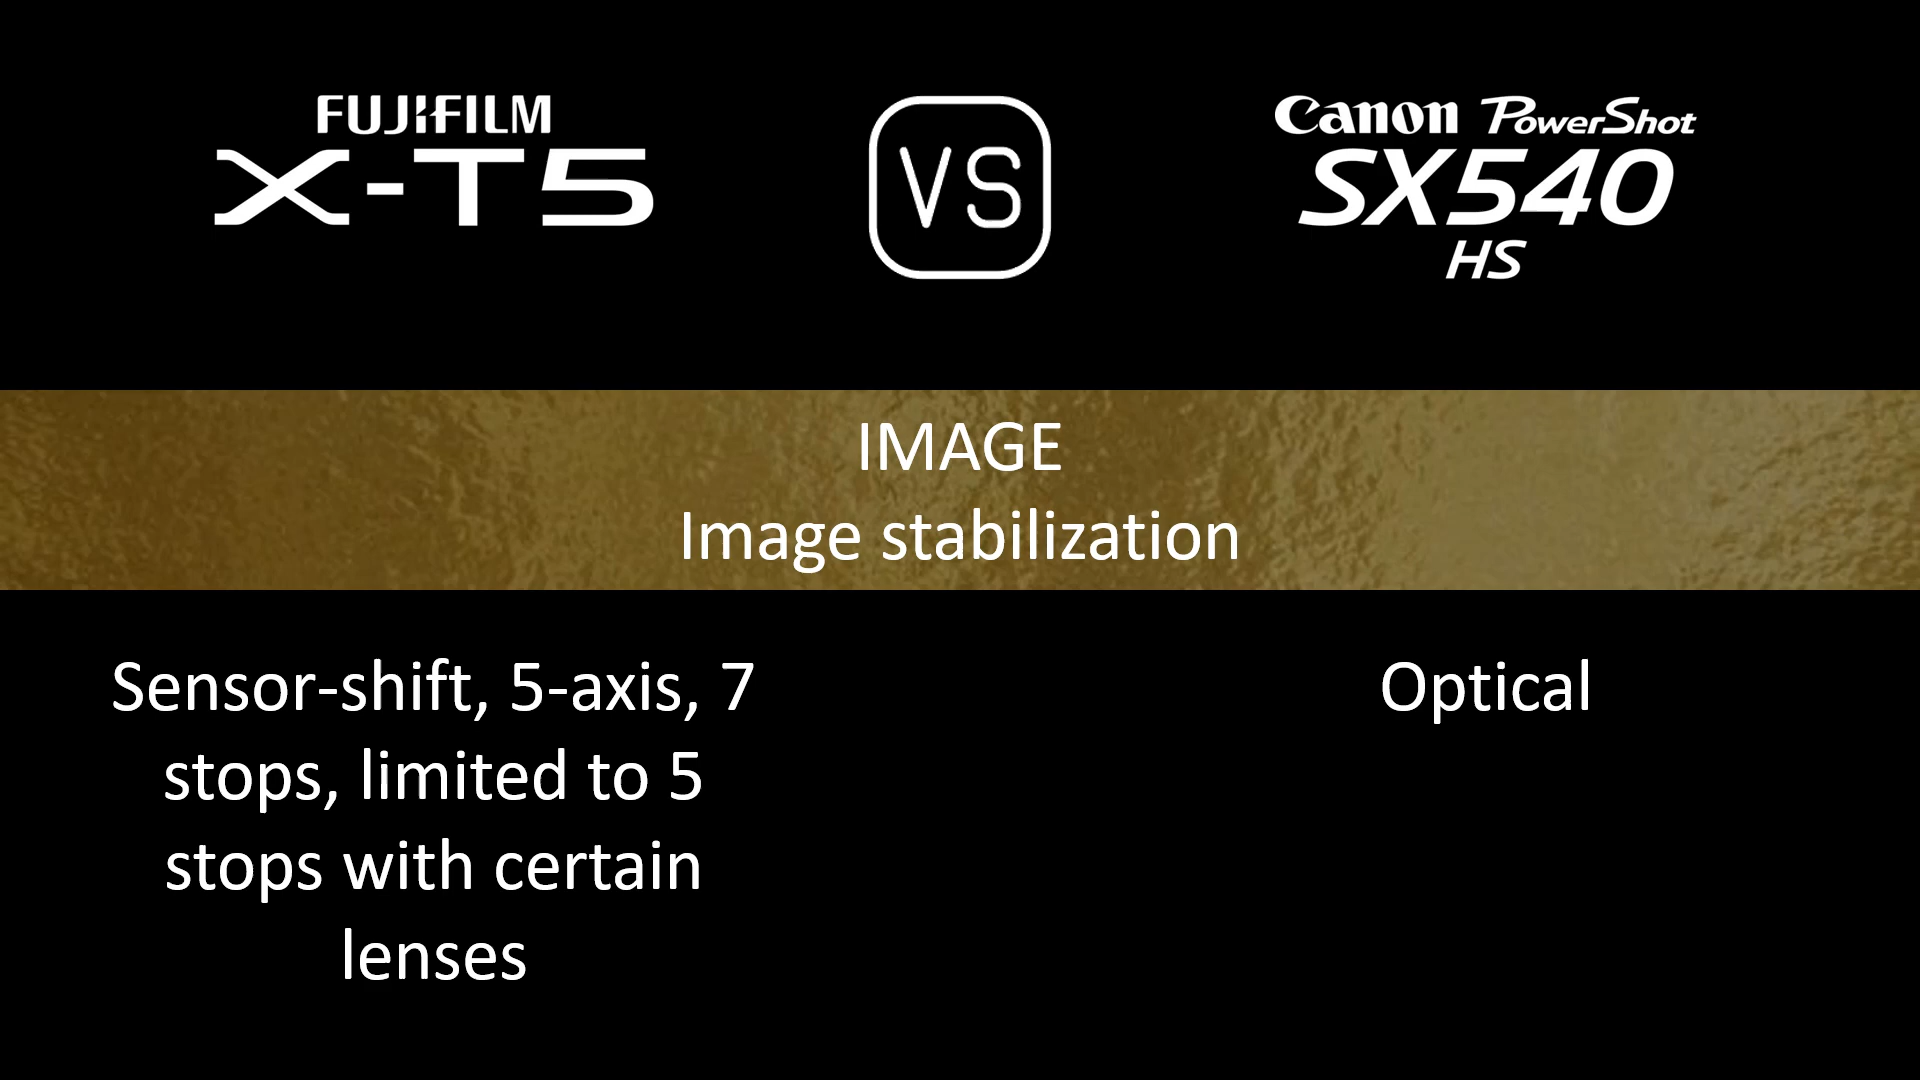 FUJIFILM
X-T5
VS
Canon PowerShot
SX540
HS
IMAGE
Image stabilization
Sensor-shift, 5-axis, 7
stops, limited to 5
stops with certain
lenses
Optical